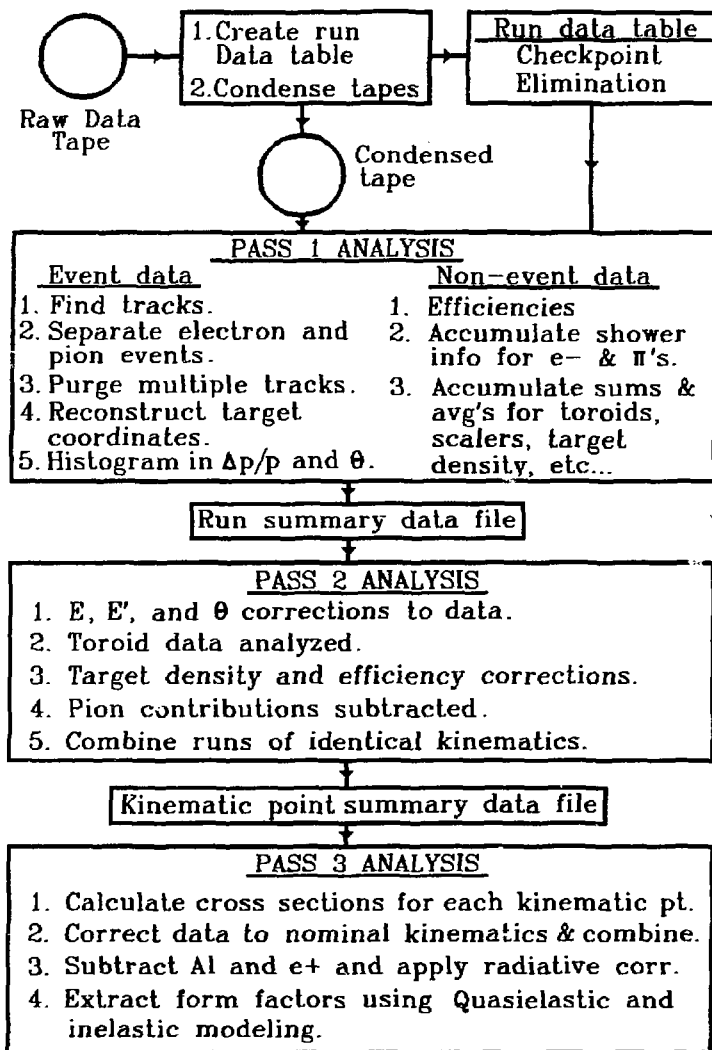 1.Create run
Data table
2.Condense tapes
Run data table
Checkpoint
Elimination
Raw Data
Tape
Condensed
tape
PASS 1 ANALYSIS
Event data
1. Find tracks.
2. Separate electron and
pion events.
3. Purge multiple tracks.
4. Reconstruct target
coordinates.
5. Histogram in Δp/p and θ.
Non-event data
1. Efficiencies
2. Accumulate shower
info for e- & π's.
3. Accumulate sums &
avg's for toroids,
scalers, target
density, etc...
Run summary data file
PASS 2 ANALYSIS
1. E, E', and θ corrections to data.
2. Toroid data analyzed.
3. Target density and efficiency corrections.
4. Pion contributions subtracted.
5. Combine runs of identical kinematics.
Kinematic point summary data file
PASS 3 ANALYSIS
1. Calculate cross sections for each kinematic pt.
2. Correct data to nominal kinematics & combine.
3. Subtract Al and e+ and apply radiative corr.
4. Extract form factors using Quasielastic and
inelastic modeling.